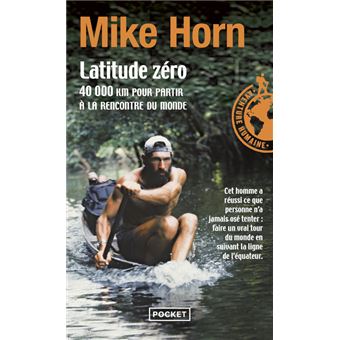 Mike Horn
Latitude zéro
40 000 KM POUR PARTIR
À LA RENCONTRE DU MONDE
AVENTURE HUMAINE
Cet homme a
réussi ce que
personne n'a
jamais osé tenter :
faire un vrai tour
du monde en
suivant la ligne
de l'équateur.
POCKET